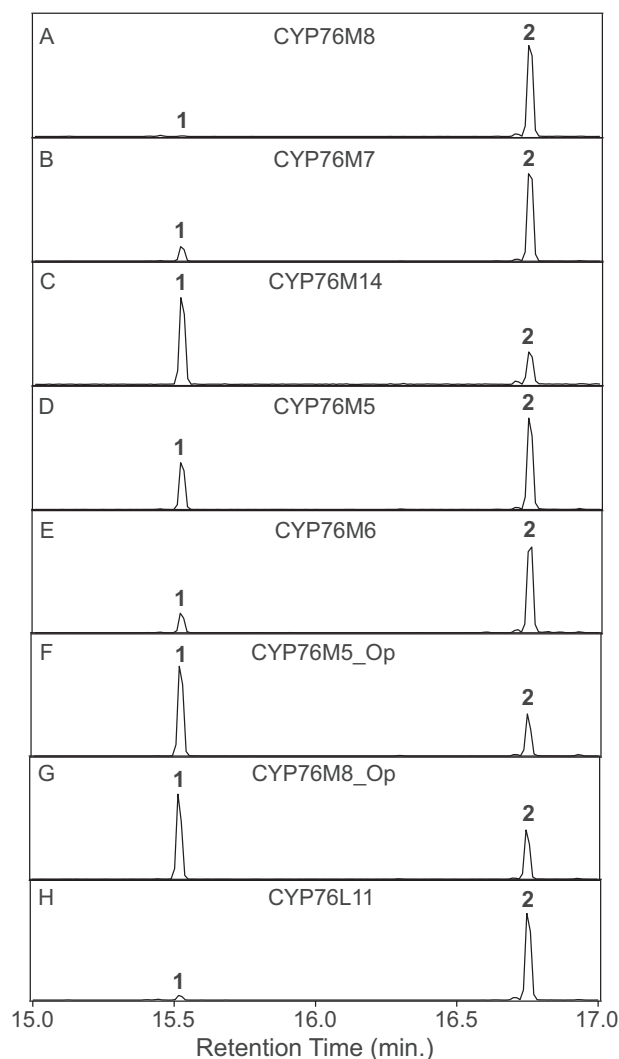 A CYP76M8 2
1
B CYP76M7 2
1
C 1 CYP76M14
2
D CYP76M5 2
1
E CYP76M6 2
1
F 1 CYP76M5_Op
2
G 1 CYP76M8_Op
2
H CYP76L11 2
1
15.0 15.5 16.0 16.5 17.0
Retention Time (min.)